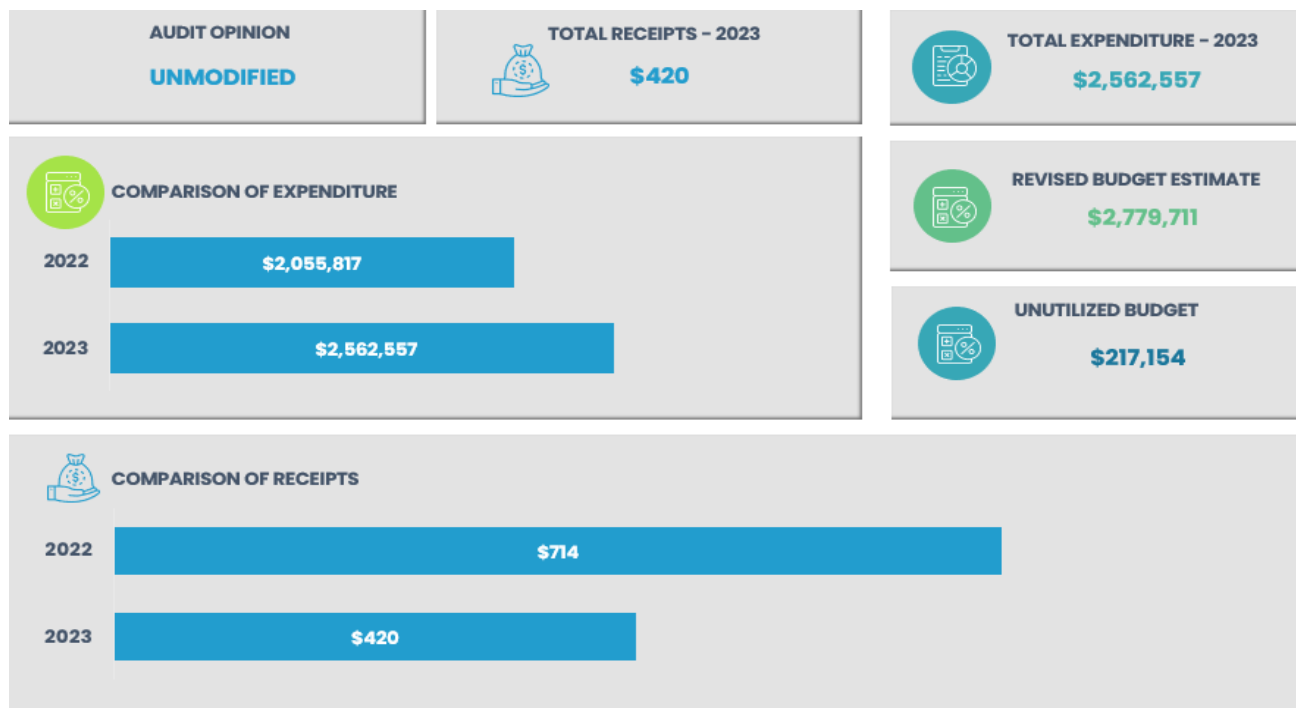 AUDIT OPINION
UNMODIFIED
TOTAL RECEIPTS – 2023
$420
TOTAL EXPENDITURE – 2023
$2,562,557
COMPARISON OF EXPENDITURE
2022
$2,055,817
2023
$2,562,557
REVISED BUDGET ESTIMATE
$2,779,711
UNUTILIZED BUDGET
$217,154
COMPARISON OF RECEIPTS
2022
$714
2023
$420